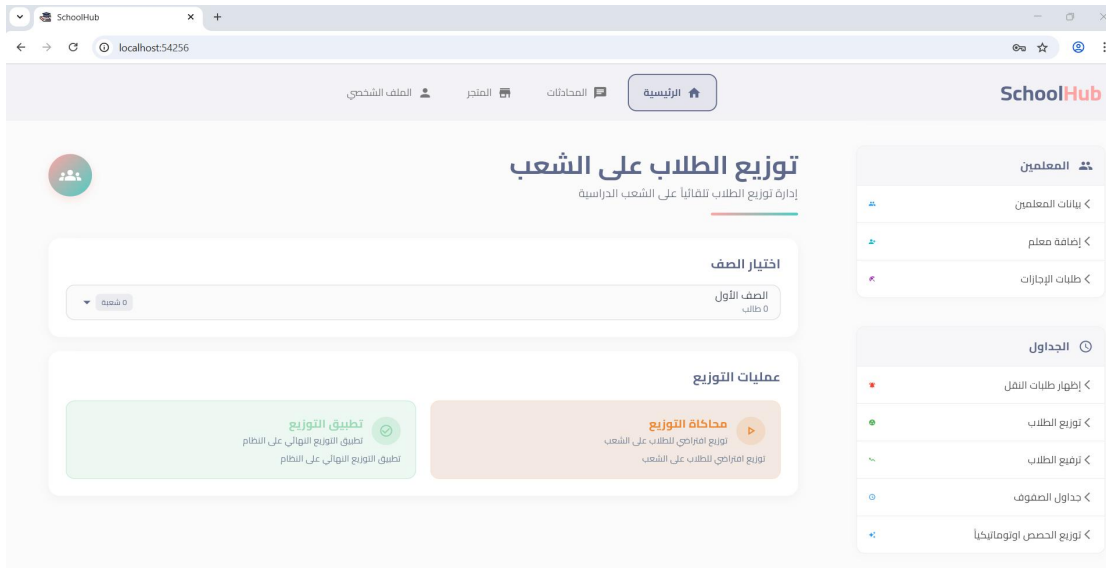 SchoolHub
localhost:54256
SchoolHub
الرئيسية
المحادثات
المتجر
الملف الشخصي
المعلمين
بيانات المعلمين
إضافة معلم
طلبات الإجازات
الجداول
إظهار طلبات النقل
توزيع الطلاب
ترفيع الطلاب
جداول الصفوف
توزيع الحصص اوتوماتيكياً
توزيع الطلاب على الشعب
إدارة توزيع الطلاب تلقائياً على الشعب الدراسية
اختيار الصف
الصف الأول
0 طالب
0 شعبة
عمليات التوزيع
محاكاة التوزيع
توزيع افتراضي للطلاب على الشعب
توزيع افتراضي للطلاب على الشعب
تطبيق التوزيع
تطبيق التوزيع النهائي على النظام
تطبيق التوزيع النهائي على النظام